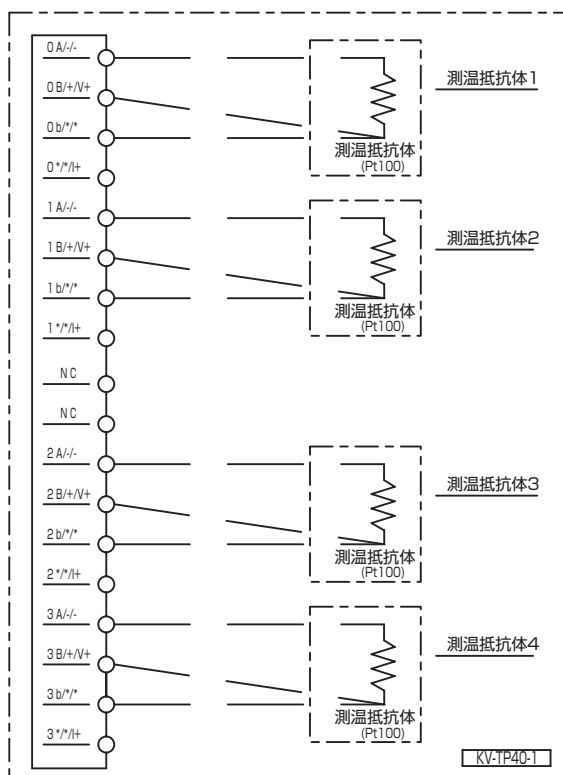 0 A/-/-
0 B/+/V+
測温抵抗体1
0 b/*/*
測温抵抗体
(Pt100)
0 */*/I+
1 A/-/-
測温抵抗体2
1 B/+/V+
1 b/*/*
測温抵抗体
(Pt100)
1 */*/I+
NC
NC
2 A/-/-
測温抵抗体3
2 B/+/V+
2 b/*/*
測温抵抗体
(Pt100)
2 */*/I+
3 A/-/-
測温抵抗体4
3 B/+/V+
3 b/*/*
測温抵抗体
(Pt100)
3 */*/I+
KV-TP40-1